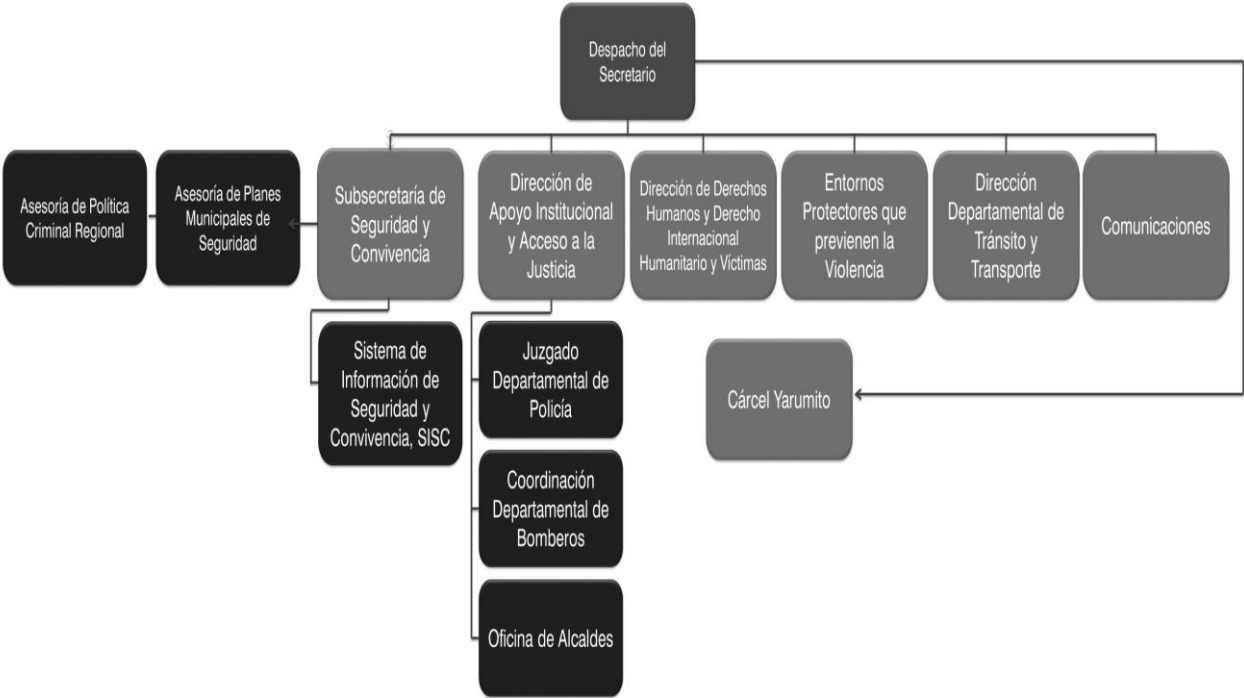 Despacho del
Secretario
Asesoría de Política
Criminal Regional
Asesoría de Planes
Municipales de
Seguridad
Subsecretaría de
Seguridad y
Convivencia
Dirección de
Apoyo Institucional
y Acceso a la
Justicia
Dirección de Derechos
Humanos y Derecho
Internacional
Humanitario y Víctimas
Entornos
Protectores que
previenen la
Violencia
Dirección
Departamental de
Tránsito y
Transporte
Comunicaciones
Sistema de
Información de
Seguridad y
Convivencia, SISC
Juzgado
Departamental de
Policía
Cárcel Yarumito
Coordinación
Departamental de
Bomberos
Oficina de Alcaldes